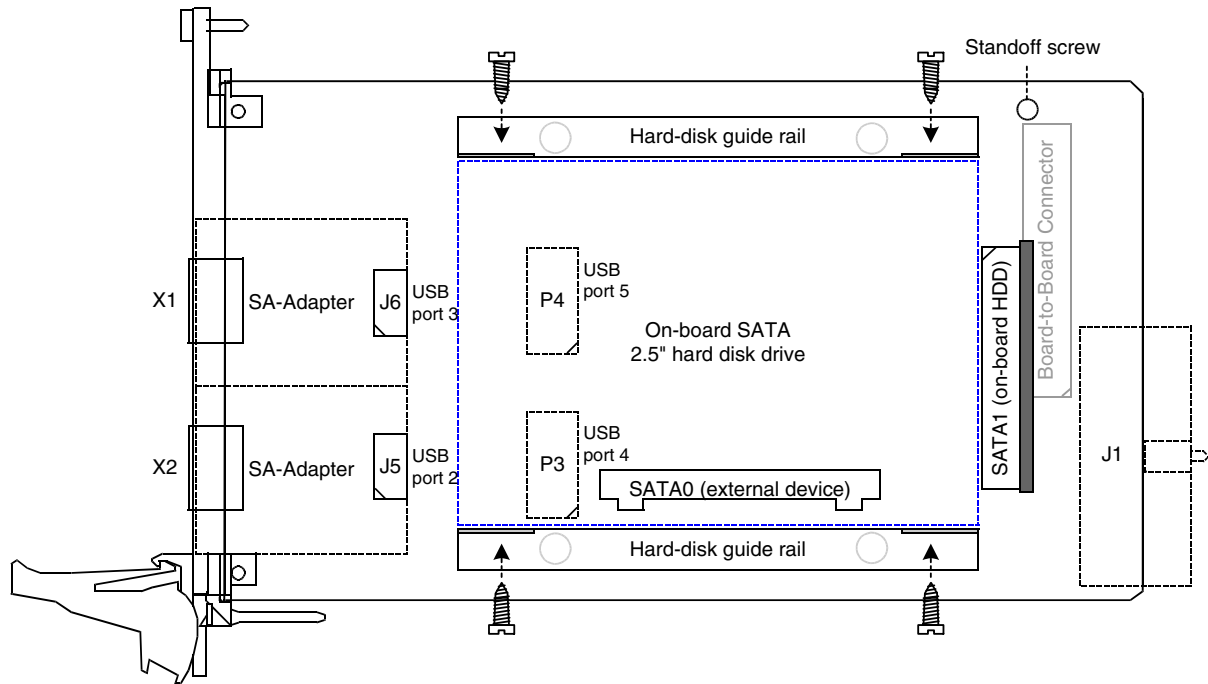 Standoff screw
Hard-disk guide rail
Board-to-Board Connector
X1
SA-Adapter
J6
USB
port 3
P4
USB
port 5
On-board SATA
2.5" hard disk drive
SATA1 (on-board HDD)
X2
SA-Adapter
J5
USB
port 2
P3
USB
port 4
SATA0 (external device)
J1
Hard-disk guide rail